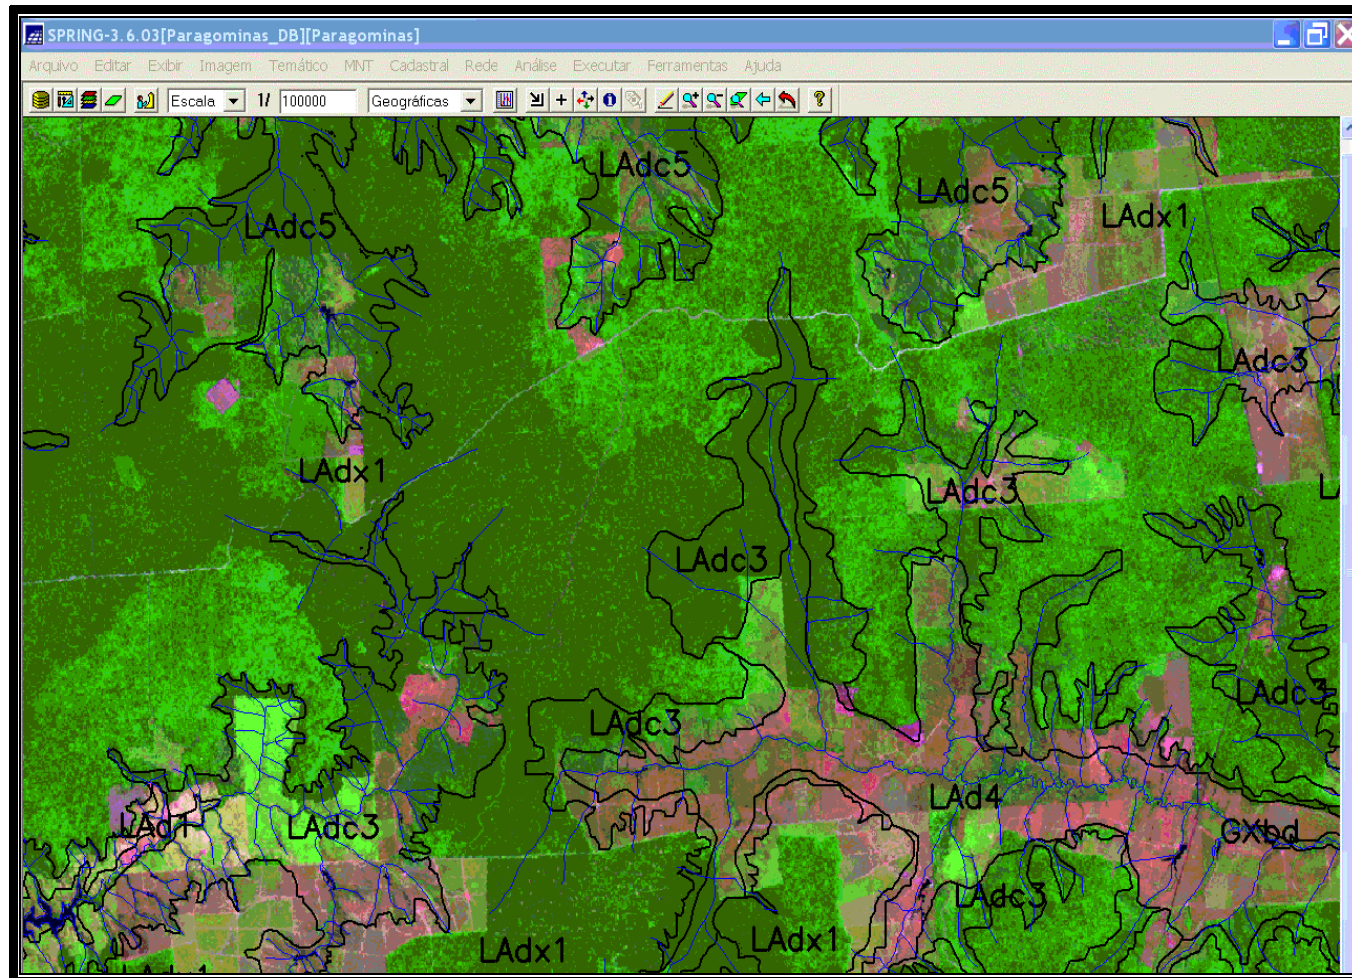 SPRING-3.6.03[Paragominas_DB][Paragominas]
Arquivo Editar Exibir Imagem Temático MNT Cadastral Rede Análise Executar Ferramentas Ajuda
Escala 1/ 100000 Geográficas
LAdc5
LAdc5
LAdc5
LAdx1
LAdc5
LAdc3
LAdx1
LAdc3
LAdc3
LAdc3
LAdc3
LAd4
LAd1
LAdc3
GXbd
LAdc3
LAdx1
LAdx1